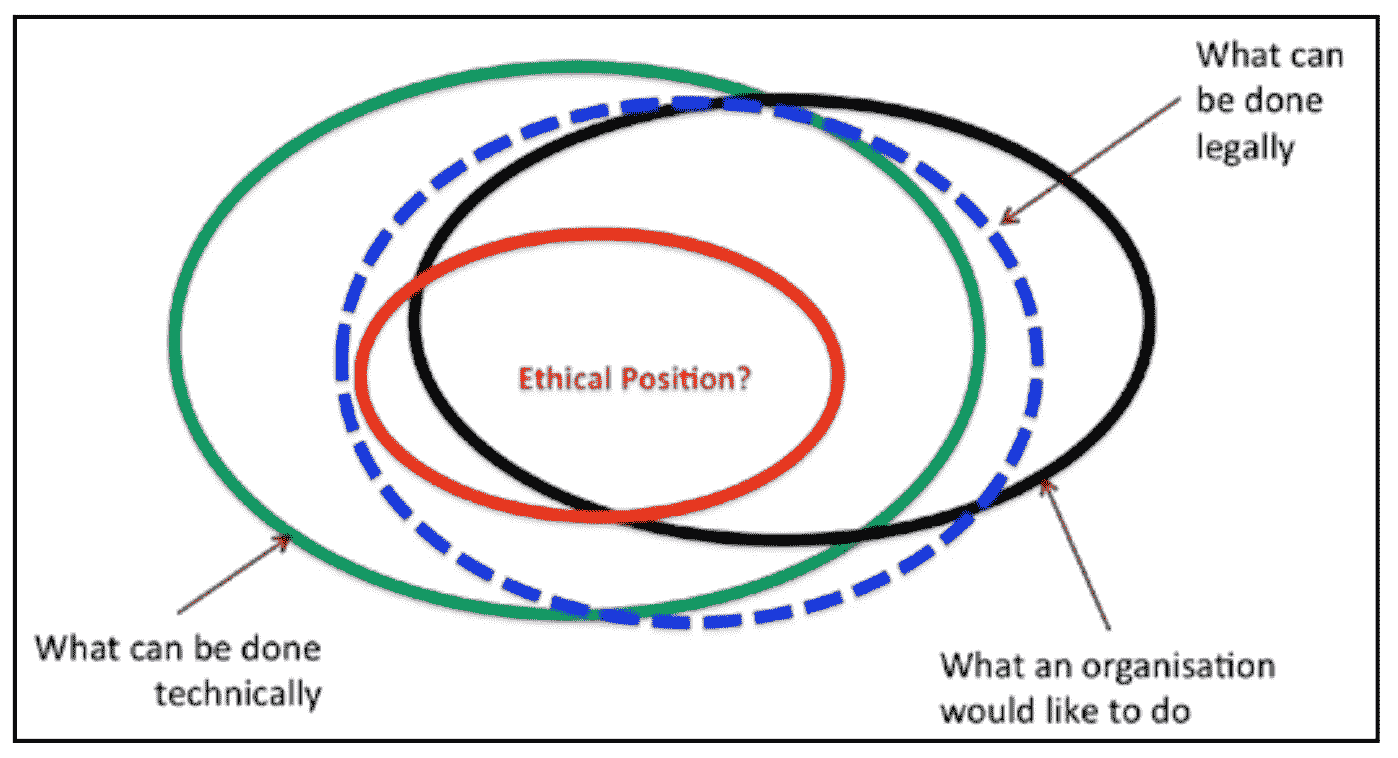 What can
be done
legally
Ethical Position?
What can be done
technically
What an organisation
would like to do